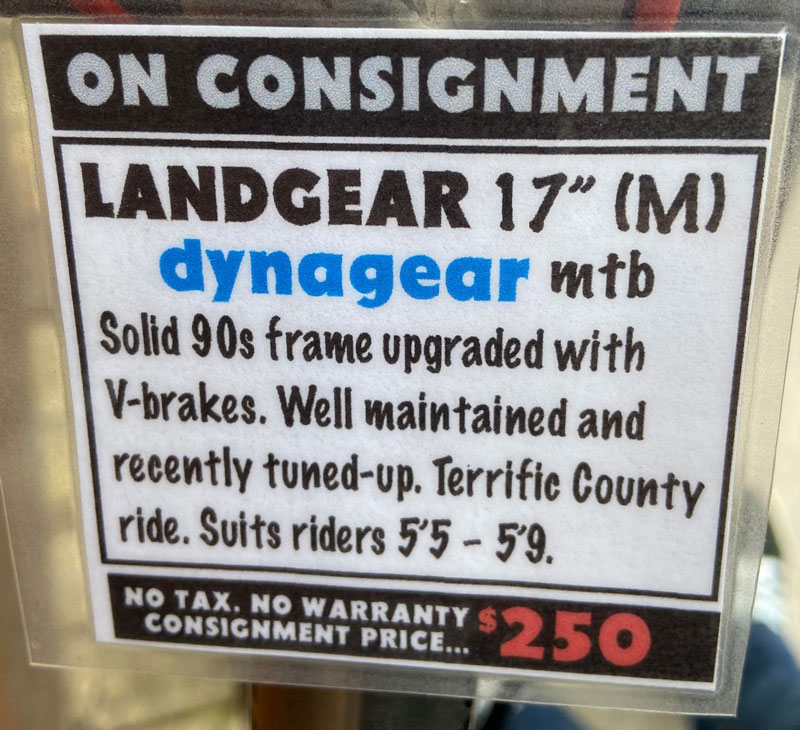 ON CONSIGNMENT
LANDGEAR 17" (M)
dynagear mtb
Solid 90s frame upgraded with
V-brakes. Well maintained and
recently tuned-up. Terrific County
ride. Suits riders 5'5 - 5'9.
NO TAX. NO WARRANTY
CONSIGNMENT PRICE... $250